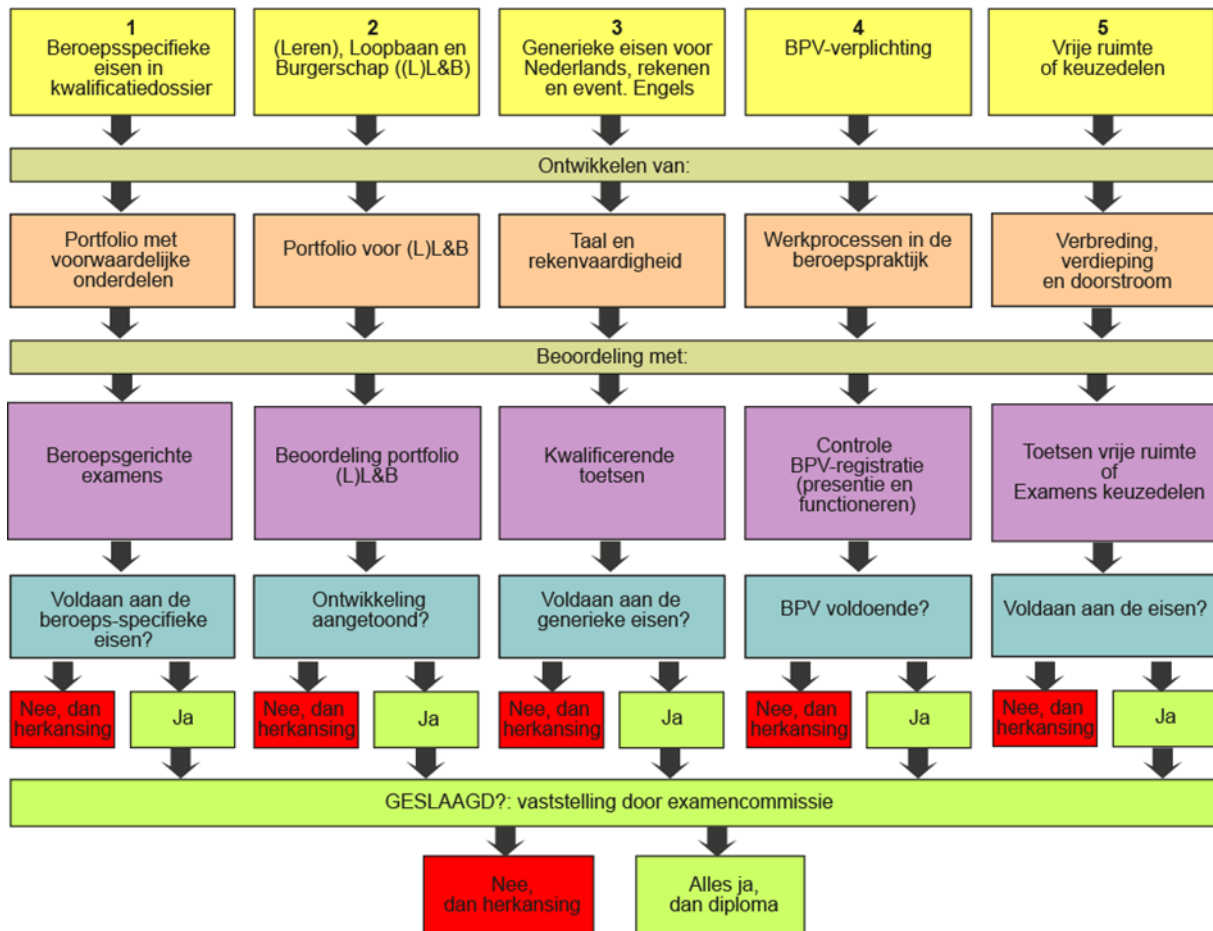 1
Beroepsspecifieke
eisen in
kwalificatiedossier
2
(Leren), Loopbaan en
Burgerschap ((L)L&B)
3
Generieke eisen voor
Nederlands, rekenen
en event. Engels
4
BPV-verplichting
5
Vrije ruimte
of keuzedelen
Ontwikkelen van:
Portfolio met
voorwaardelijke
onderdelen
Portfolio voor (L)L&B
Taal en
rekenvaardigheid
Werkprocessen in de
beroepspraktijk
Verbreding,
verdieping
en doorstroom
Beoordeling met:
Beroepsgerichte
examens
Beoordeling portfolio
(L)L&B
Kwalificerende
toetsen
Controle
BPV-registratie
(presentie en
functioneren)
Toetsen vrije ruimte
of
Examens keuzedelen
Voldaan aan de
beroeps-specifieke
eisen?
Ontwikkeling
aangetoond?
Voldaan aan de
generieke eisen?
BPV voldoende?
Voldaan aan de eisen?
Nee, dan
herkansing
Ja
Nee, dan
herkansing
Ja
Nee, dan
herkansing
Ja
Nee, dan
herkansing
Ja
Nee, dan
herkansing
Ja
GESLAAGD?: vaststelling door examencommissie
Nee,
dan herkansing
Alles ja,
dan diploma